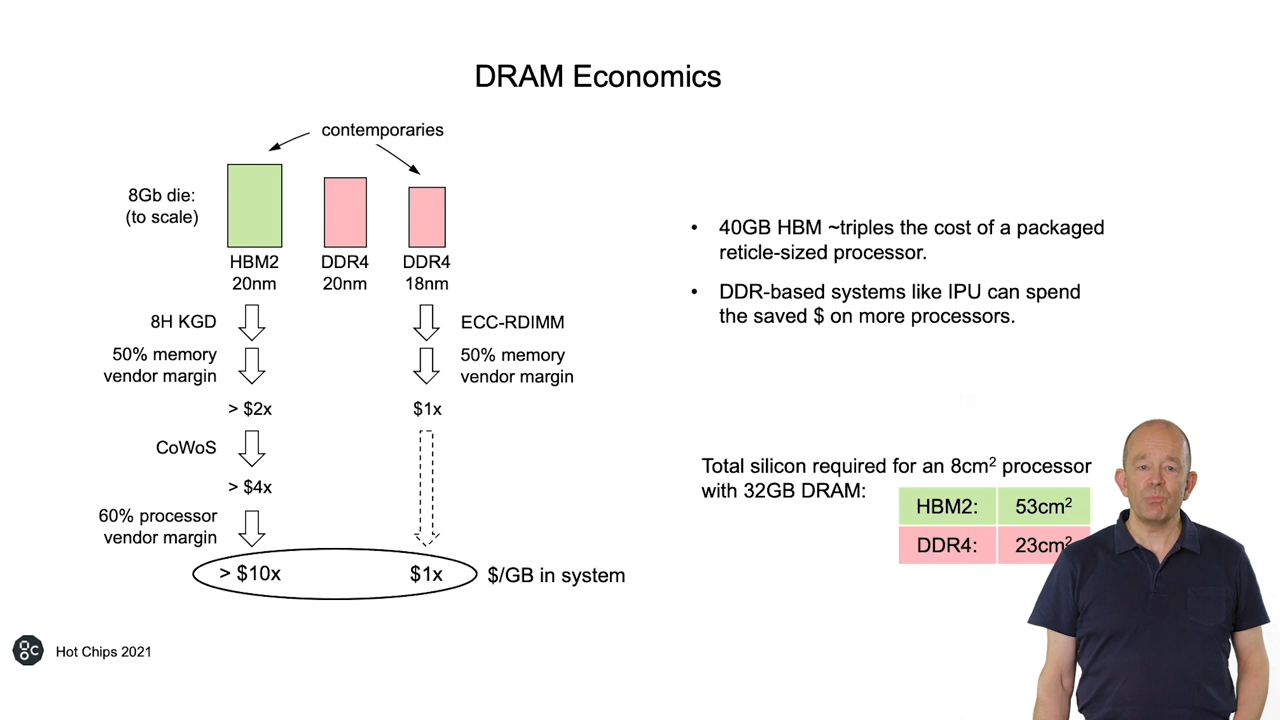 DRAM Economics
contemporaries
8Gb die:
(to scale)
HBM2
20nm
DDR4
20nm
DDR4
18nm
8H KGD
ECC-RDIMM
50% memory
vendor margin
50% memory
vendor margin
> $2x
$1x
CoWoS
> $4x
60% processor
vendor margin
> $10x
$1x
$/GB in system
• 40GB HBM ~triples the cost of a packaged
reticle-sized processor.
• DDR-based systems like IPU can spend
the saved $ on more processors.
Total silicon required for an 8cm² processor
with 32GB DRAM:
HBM2: 53cm²
DDR4: 23cm²
gc
Hot Chips 2021